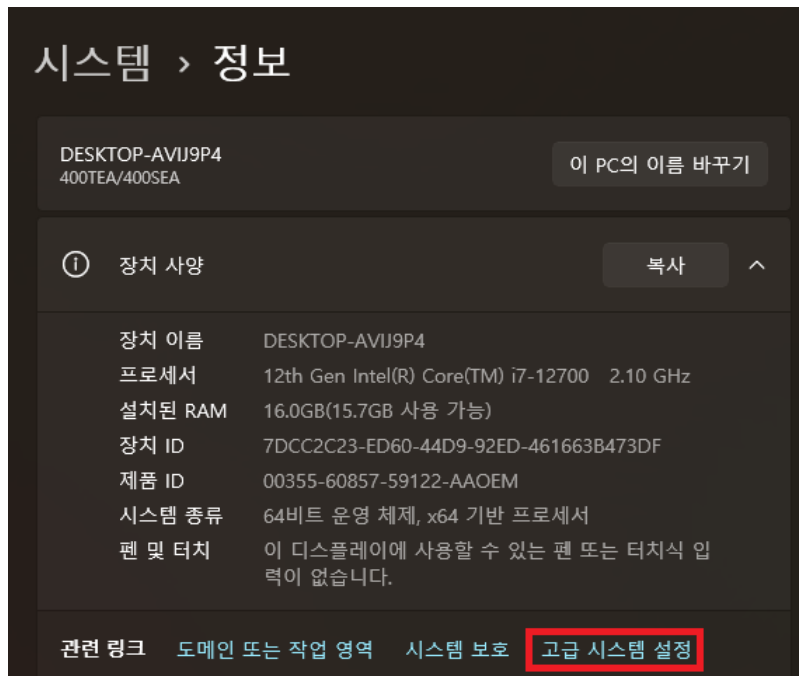 시스템 > 정보
DESKTOP-AVIJ9P4
400TEA/400SEA
이 PC의 이름 바꾸기
장치 사양
복사
장치 이름 DESKTOP-AVIJ9P4
프로세서 12th Gen Intel(R) Core(TM) i7-12700 2.10 GHz
설치된 RAM 16.0GB(15.7GB 사용 가능)
장치 ID 7DCC2C23-ED60-44D9-92ED-461663B473DF
제품 ID 00355-60857-59122-AAOEM
시스템 종류 64비트 운영 체제, x64 기반 프로세서
펜 및 터치 이 디스플레이에 사용할 수 있는 펜 또는 터치식 입
력이 없습니다.
관련 링크 도메인 또는 작업 영역 시스템 보호 고급 시스템 설정